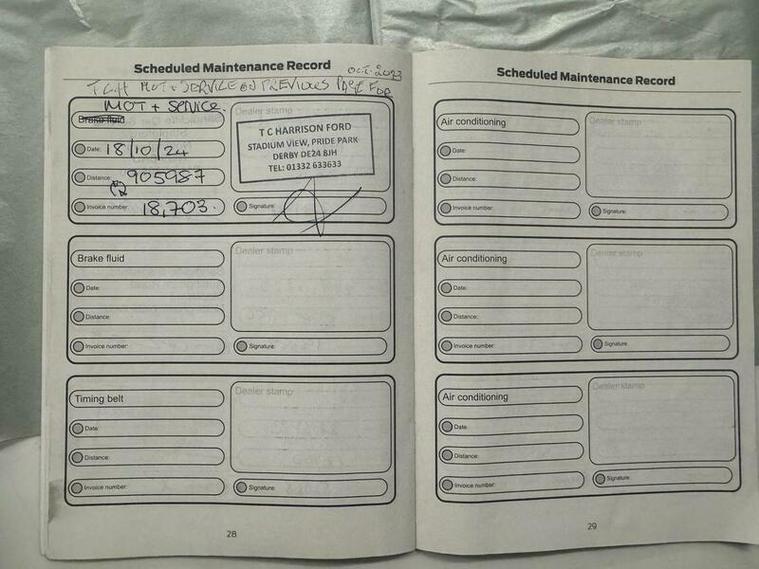 Scheduled Maintenance Record
OCT 2023
TCH MOT + SERVICE ON PREVIOUS PAGE FOR
MOT + SERVICE.
Brake fluid
Date: 18/10/24
Distance: 905987
Invoice number: 18,703.
Dealer stamp
T C HARRISON FORD
STADIUM VIEW, PRIDE PARK
DERBY DE24 8JH
TEL: 01332 633633
Signature:
Brake fluid
Date:
Distance:
Invoice number:
Dealer stamp
Signature:
Timing belt
Date:
Distance:
Invoice number:
Dealer stamp
Signature:
28
Scheduled Maintenance Record
Air conditioning
Date:
Distance:
Invoice number:
Dealer stamp
Signature:
Air conditioning
Date:
Distance:
Invoice number:
Dealer stamp
Signature:
Air conditioning
Date:
Distance:
Invoice number:
Dealer stamp
Signature:
29